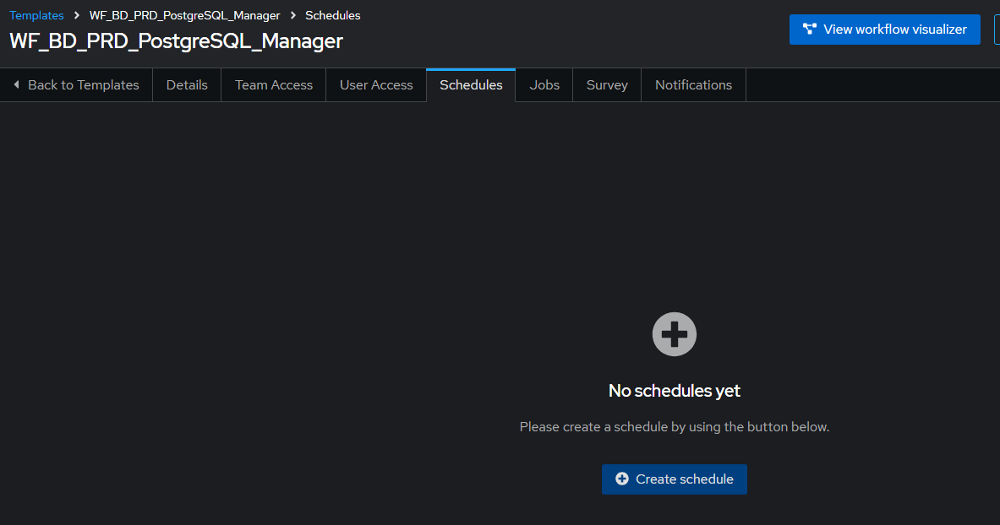 Templates > WF_BD_PRD_PostgreSQL_Manager > Schedules
WF_BD_PRD_PostgreSQL_Manager
View workflow visualizer
Back to Templates Details Team Access User Access Schedules Jobs Survey Notifications
No schedules yet
Please create a schedule by using the button below.
Create schedule